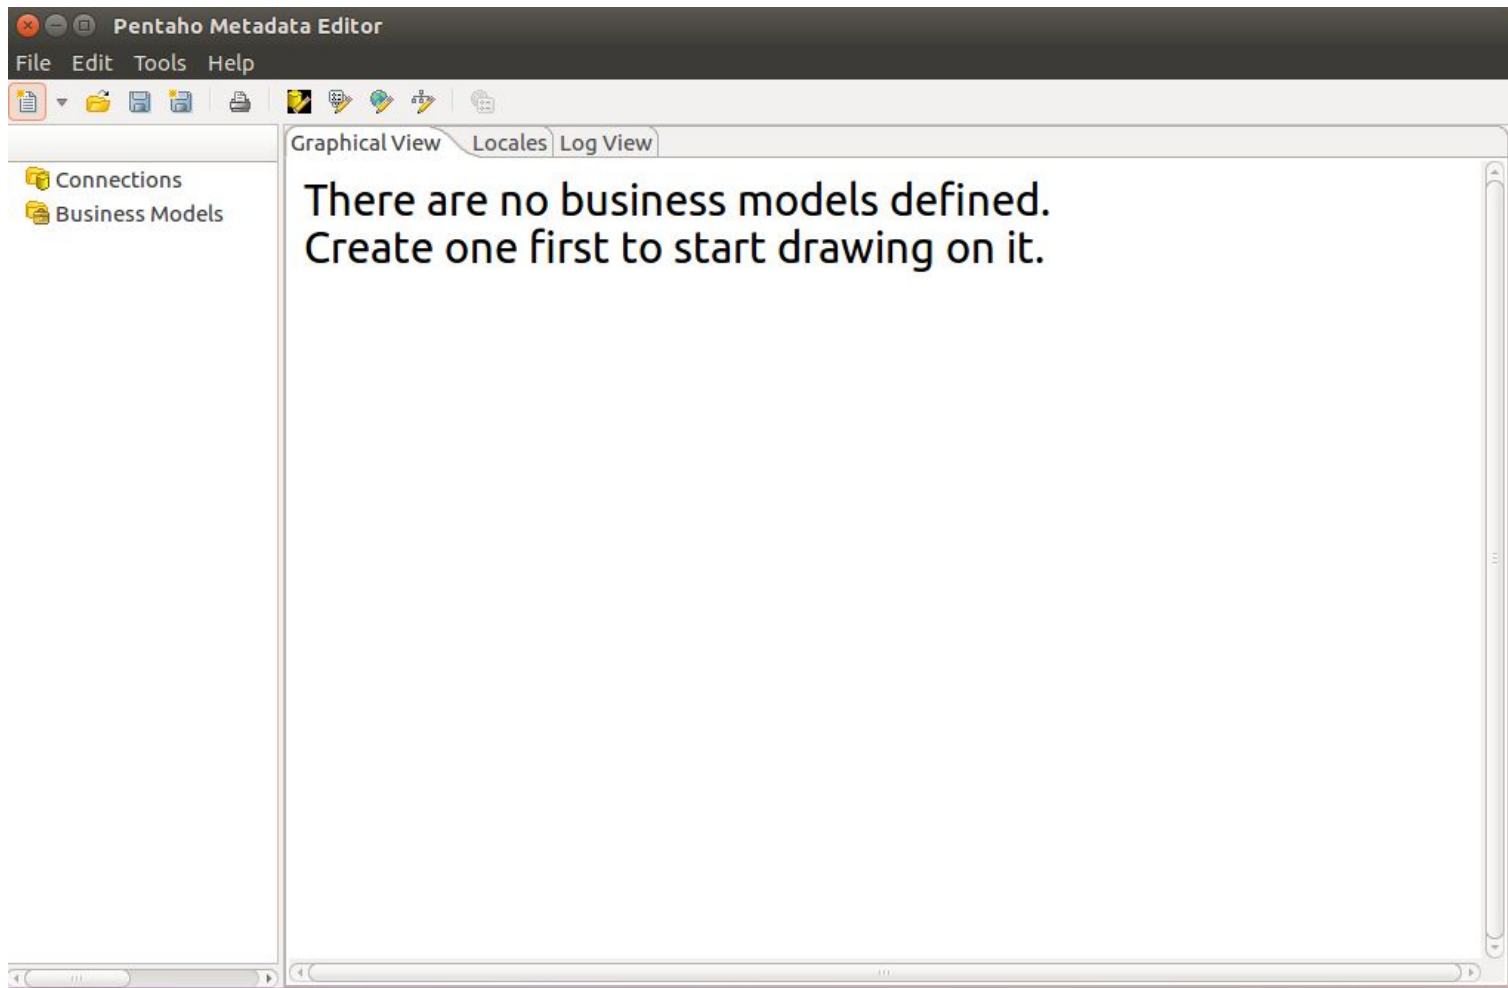 Pentaho Metadata Editor
File Edit Tools Help
Graphical View Locales Log View
Connections
Business Models
There are no business models defined.
Create one first to start drawing on it.